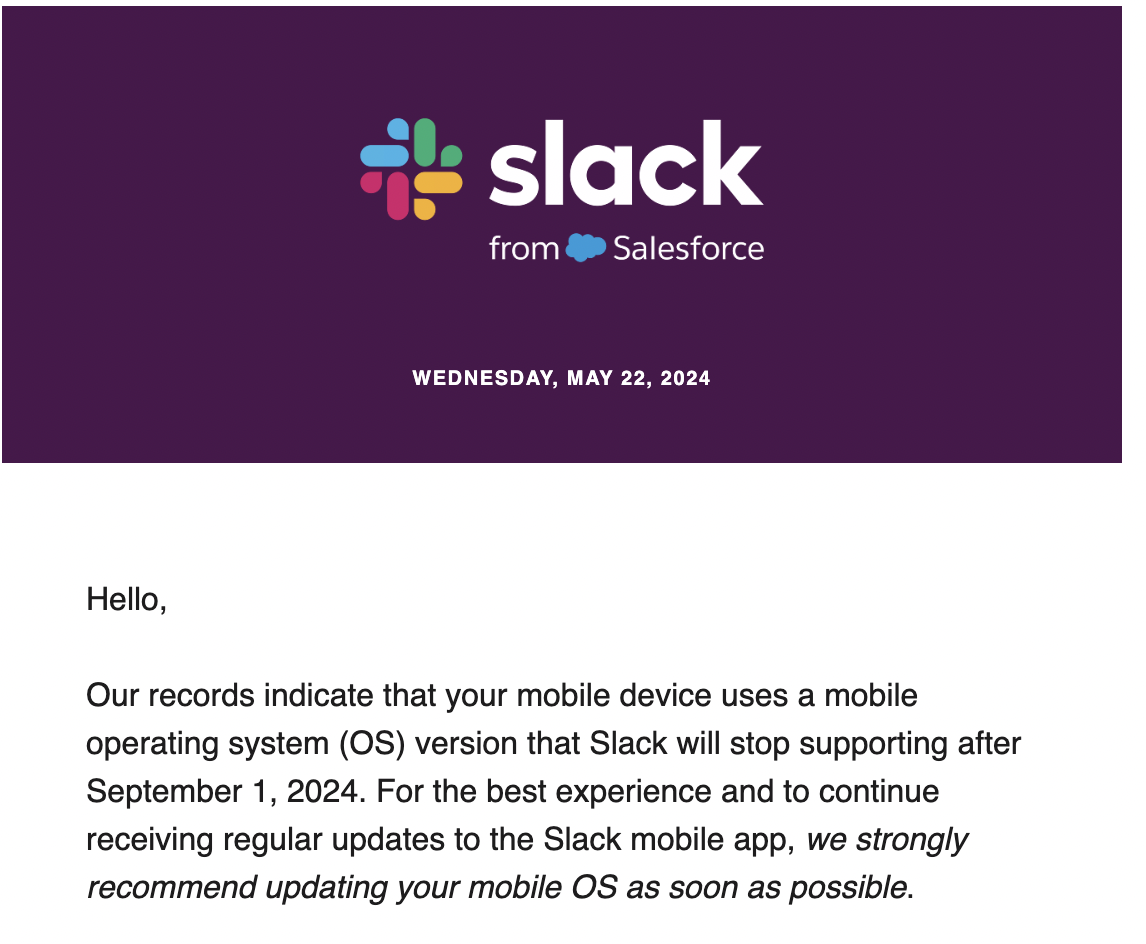 slack
from Salesforce
WEDNESDAY, MAY 22, 2024
Hello,
Our records indicate that your mobile device uses a mobile
operating system (OS) version that Slack will stop supporting after
September 1, 2024. For the best experience and to continue
receiving regular updates to the Slack mobile app, we strongly
recommend updating your mobile OS as soon as possible.